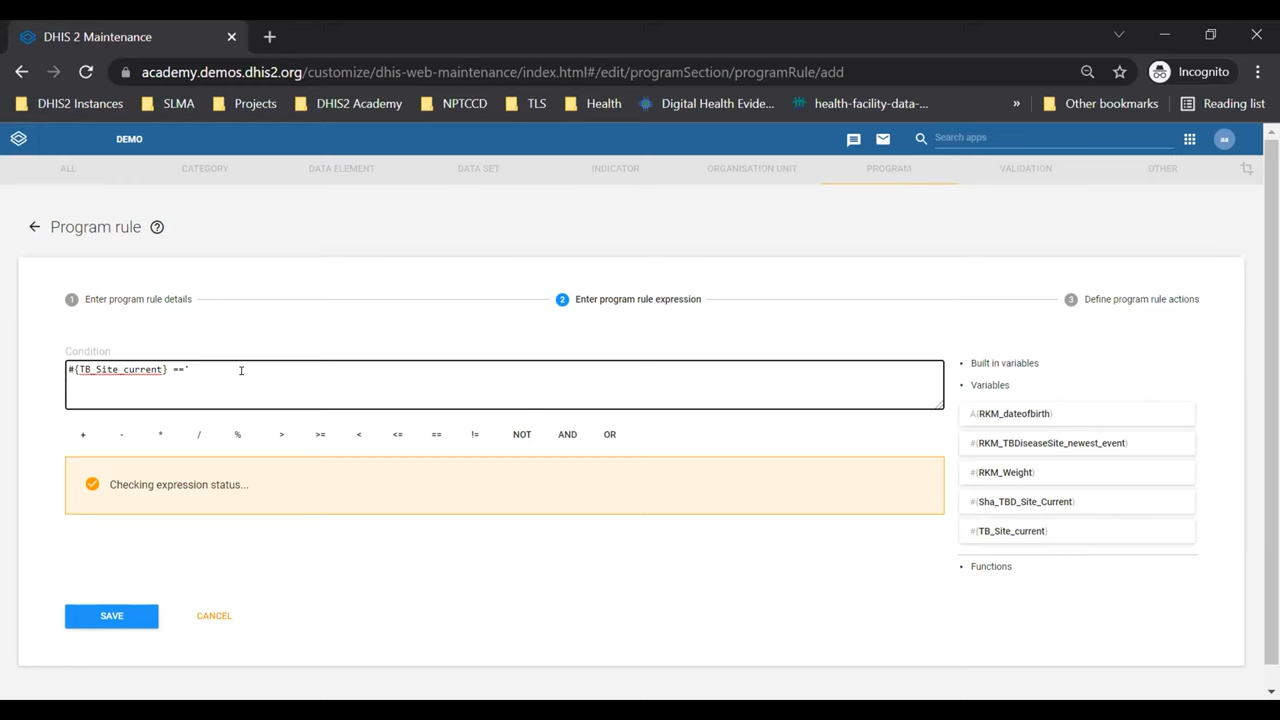 DHIS 2 Maintenance
academy.demos.dhis2.org/customize/dhis-web-maintenance/index.html#/edit/programSection/programRule/add
Incognito
DHIS2 Instances SLMA Projects DHIS2 Academy NPTCCD TLS Health Digital Health Evide... health-facility-data-... » Other bookmarks Reading list
DEMO Search apps aa
ALL CATEGORY DATA ELEMENT DATA SET INDICATOR ORGANISATION UNIT PROGRAM VALIDATION OTHER
Program rule
1 Enter program rule details 2 Enter program rule expression 3 Define program rule actions
Condition
#{TB_Site_current} =='
+ - * / % > >= < <= == != NOT AND OR
Checking expression status...
Built in variables
Variables
A{RKM_dateofbirth}
#{RKM_TBDiseaseSite_newest_event}
#{RKM_Weight}
#{Sha_TBD_Site_Current}
#{TB_Site_current}
Functions
SAVE CANCEL